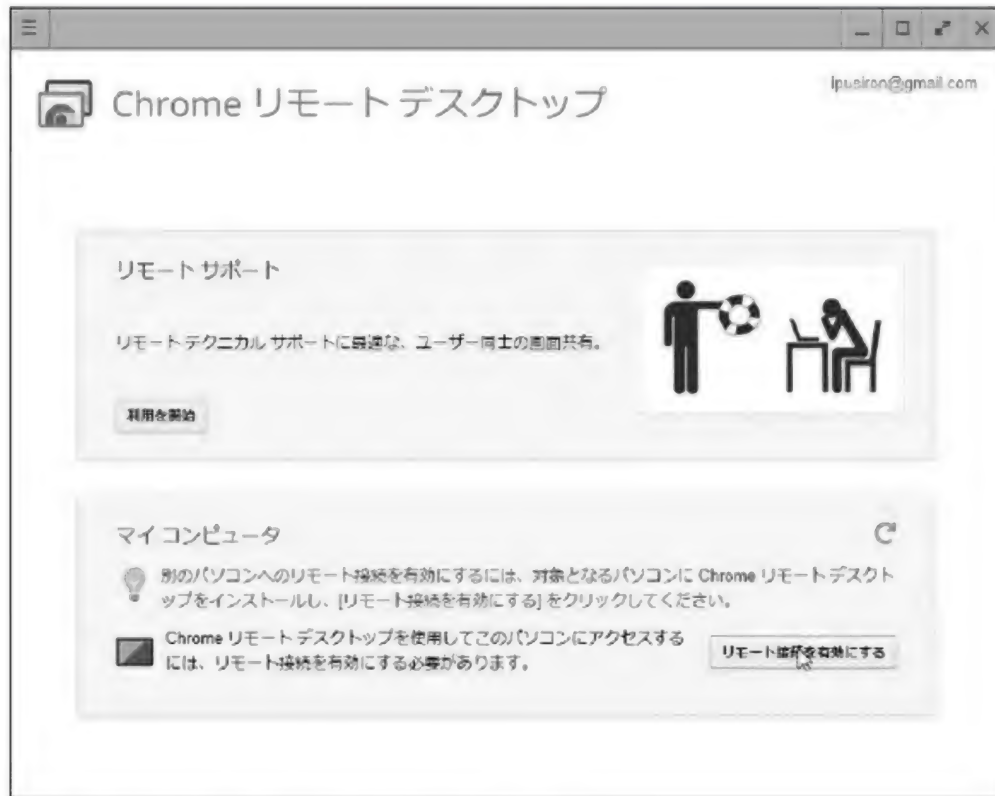 Chrome リモート デスクトップ
lpusiron@gmail.com
リモート サポート
リモート テクニカル サポートに最適な、ユーザー同士の画面共有。
利用を開始
マイ コンピュータ
別のパソコンへのリモート接続を有効にするには、対象となるパソコンに Chrome リモート デスクト
ップをインストールし、[リモート接続を有効にする] をクリックしてください。
Chrome リモート デスクトップを使用してこのパソコンにアクセスする
には、リモート接続を有効にする必要があります。
リモート接続を有効にする